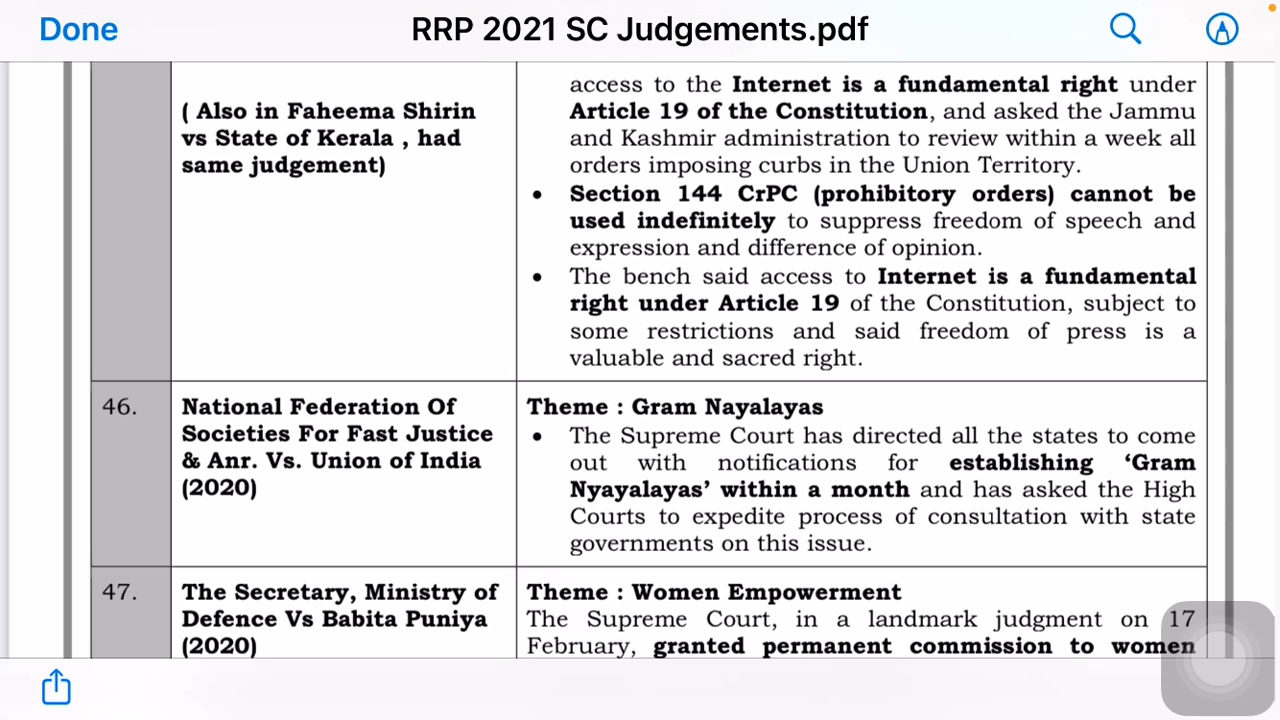 Done
RRP 2021 SC Judgements.pdf
( Also in Faheema Shirin
vs State of Kerala , had
same judgement)
access to the Internet is a fundamental right under
Article 19 of the Constitution, and asked the Jammu
and Kashmir administration to review within a week all
orders imposing curbs in the Union Territory.
• Section 144 CrPC (prohibitory orders) cannot be
used indefinitely to suppress freedom of speech and
expression and difference of opinion.
• The bench said access to Internet is a fundamental
right under Article 19 of the Constitution, subject to
some restrictions and said freedom of press is a
valuable and sacred right.
46.
National Federation Of
Societies For Fast Justice
& Anr. Vs. Union of India
(2020)
Theme : Gram Nayalayas
• The Supreme Court has directed all the states to come
out with notifications for establishing ‘Gram
Nyayalayas’ within a month and has asked the High
Courts to expedite process of consultation with state
governments on this issue.
47.
The Secretary, Ministry of
Defence Vs Babita Puniya
(2020)
Theme : Women Empowerment
The Supreme Court, in a landmark judgment on 17
February, granted permanent commission to women